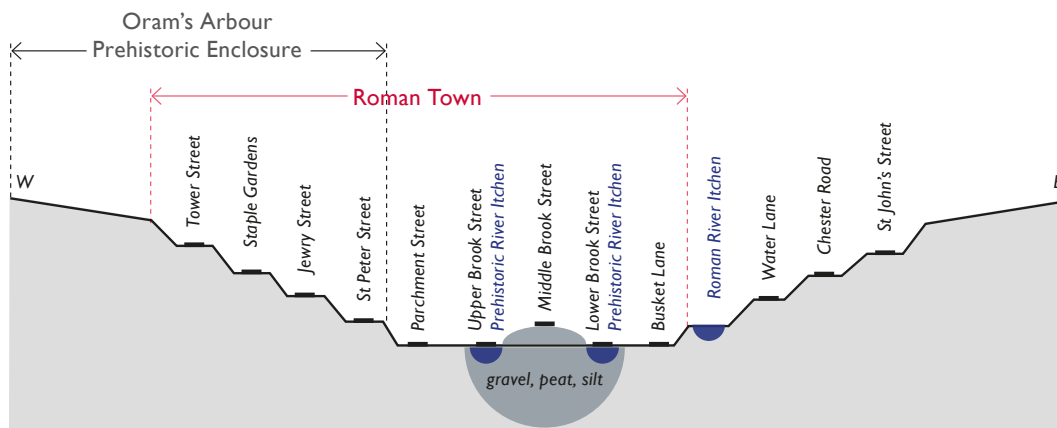 Oram's Arbour
Prehistoric Enclosure
Roman Town
W
Tower Street
Staple Gardens
Jewry Street
St Peter Street
Parchment Street
Upper Brook Street
Prehistoric River Itchen
Middle Brook Street
Lower Brook Street
Prehistoric River Itchen
Busket Lane
Roman River Itchen
Water Lane
Chester Road
St John's Street
gravel, peat, silt